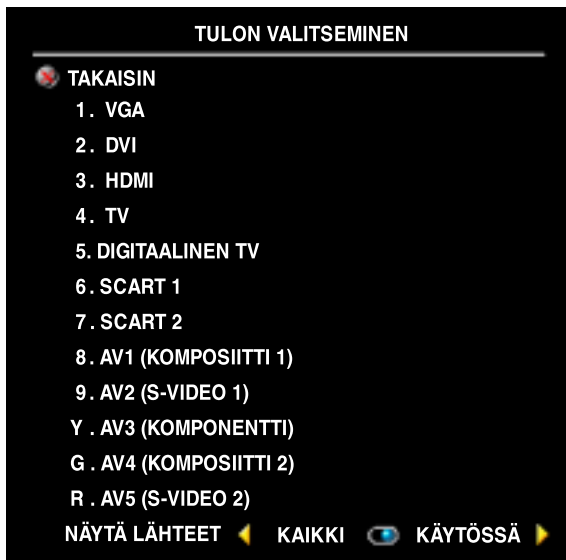 TULON VALITSEMINEN
TAKAISIN
1. VGA
2. DVI
3. HDMI
4. TV
5. DIGITAALINEN TV
6. SCART 1
7. SCART 2
8. AV1 (KOMPOSIITTI 1)
9. AV2 (S-VIDEO 1)
Y. AV3 (KOMPONENTTI)
G. AV4 (KOMPOSIITTI 2)
R. AV5 (S-VIDEO 2)
NÄYTÄ LÄHTEET KAIKKI KÄYTÖSSÄ